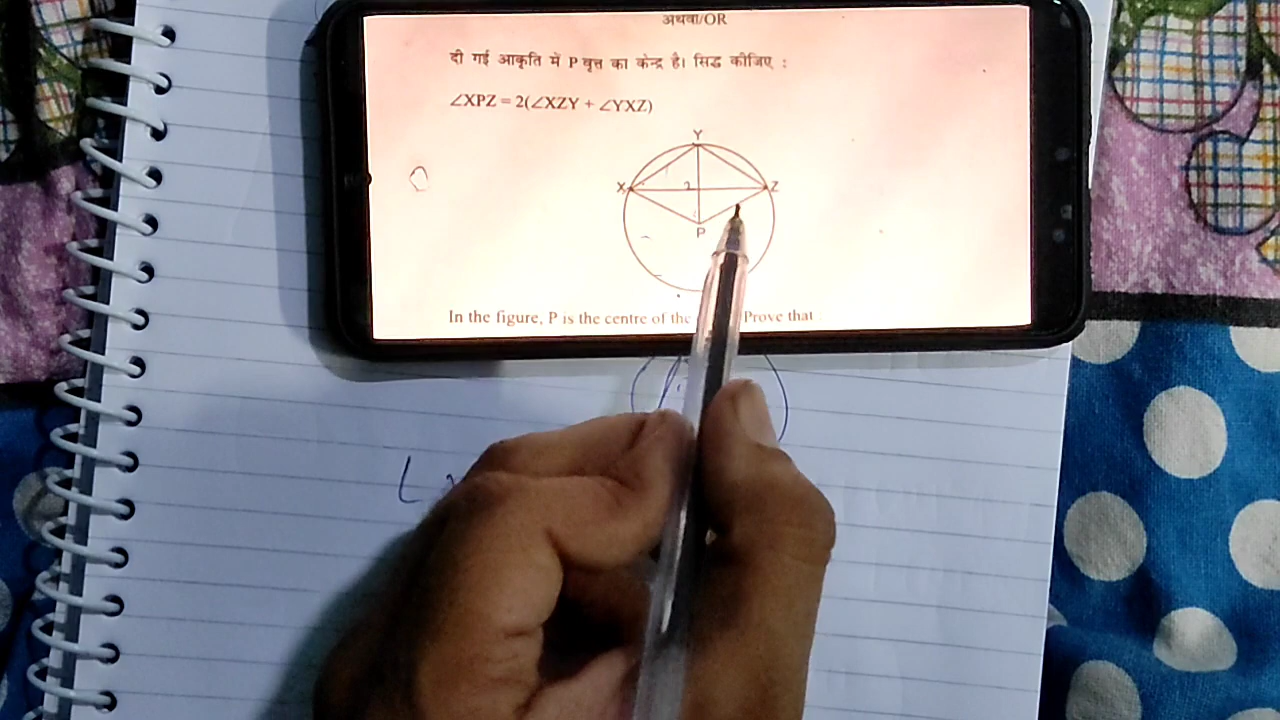 अथवा/OR
दी गई आकृति में P वृत्त का केन्द्र है। सिद्ध कीजिए :
∠XPZ = 2(∠XZY + ∠YXZ)
Y
X
Z
P
In the figure, P is the centre of the Prove that